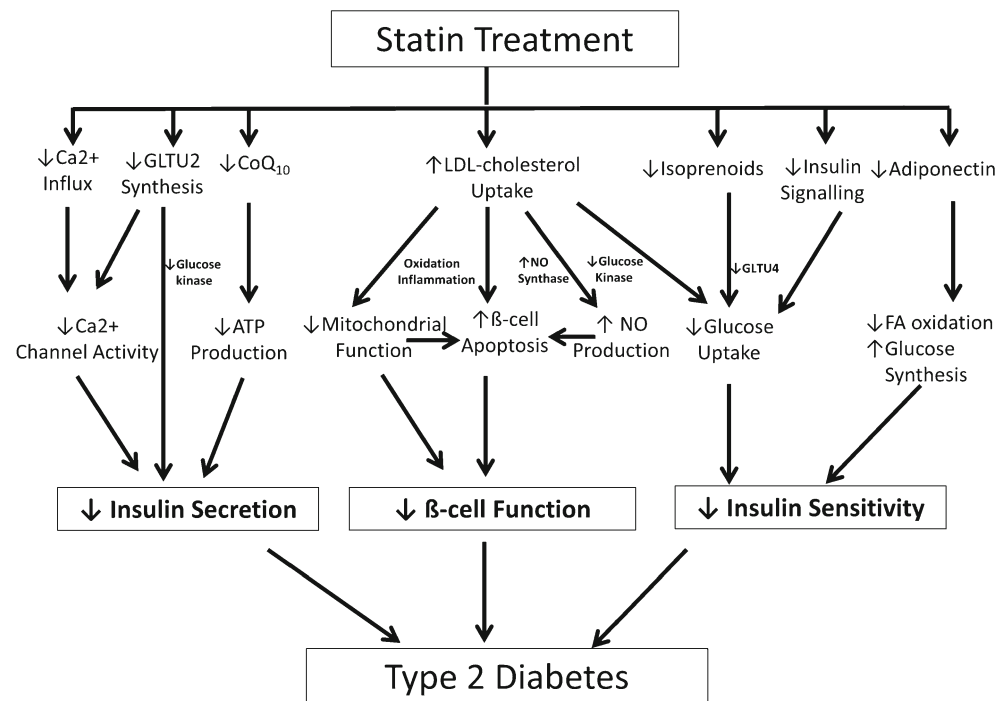 Statin Treatment
↓Ca2+
Influx
↓GLTU2
Synthesis
↓CoQ₁₀
↑LDL-cholesterol
Uptake
↓Isoprenoids
↓Insulin
Signalling
↓Adiponectin
↓Glucose
kinase
Oxidation
Inflammation
↑NO
Synthase
↓Glucose
Kinase
↓GLTU4
↓Ca2+
Channel Activity
↓ATP
Production
↓Mitochondrial
Function
↑ß-cell
Apoptosis
↑ NO
Production
↓Glucose
Uptake
↓FA oxidation
↑Glucose
Synthesis
↓ Insulin Secretion
↓ ß-cell Function
↓ Insulin Sensitivity
Type 2 Diabetes